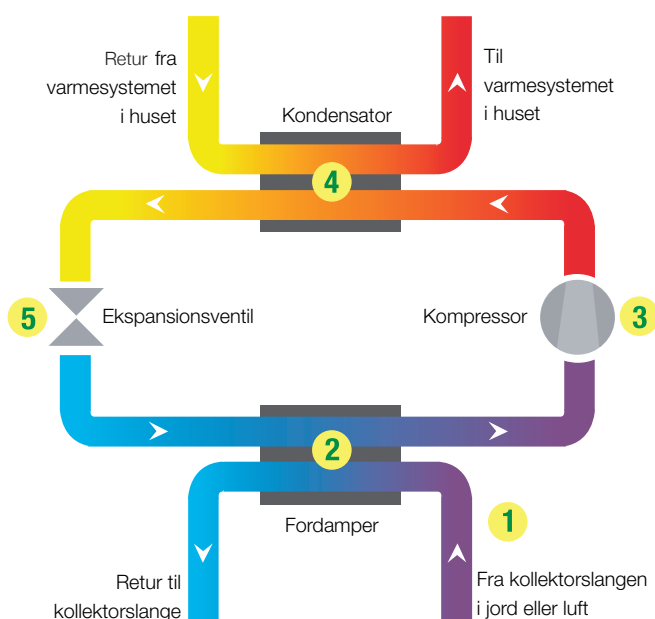 Retur fra
varmesystemet
i huset
Til
varmesystemet
i huset
Kondensator
4
5
Ekspansionsventil
Kompressor
3
2
Fordamper
1
Retur til
kollektorslange
Fra kollektorslangen
i jord eller luft